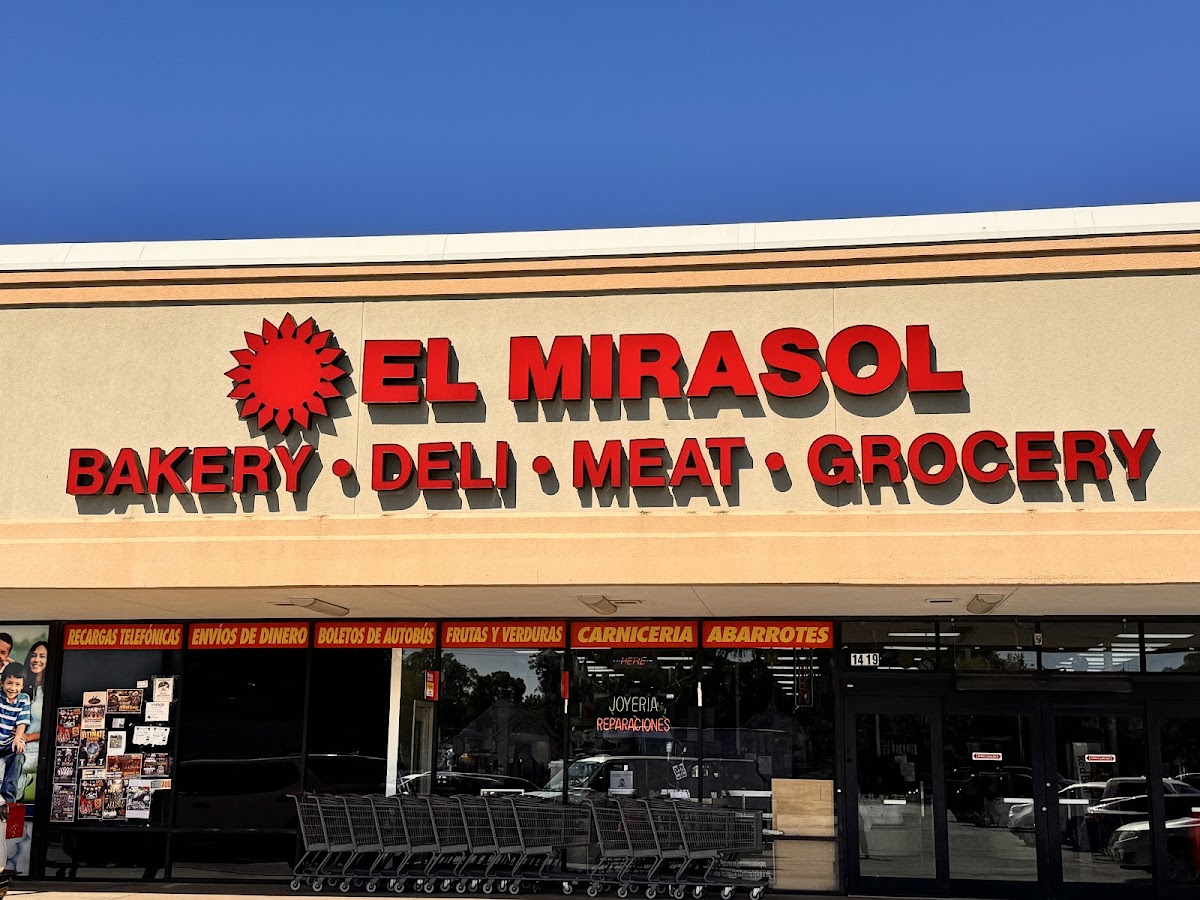 EL MIRASOL
BAKERY • DELI • MEAT • GROCERY
RECARGAS TELEFÓNICAS
ENVÍOS DE DINERO
BOLETOS DE AUTOBÚS
FRUTAS Y VERDURAS
CARNICERIA
ABARROTES
1419
HERE
JOYERIA
REPARACIONES